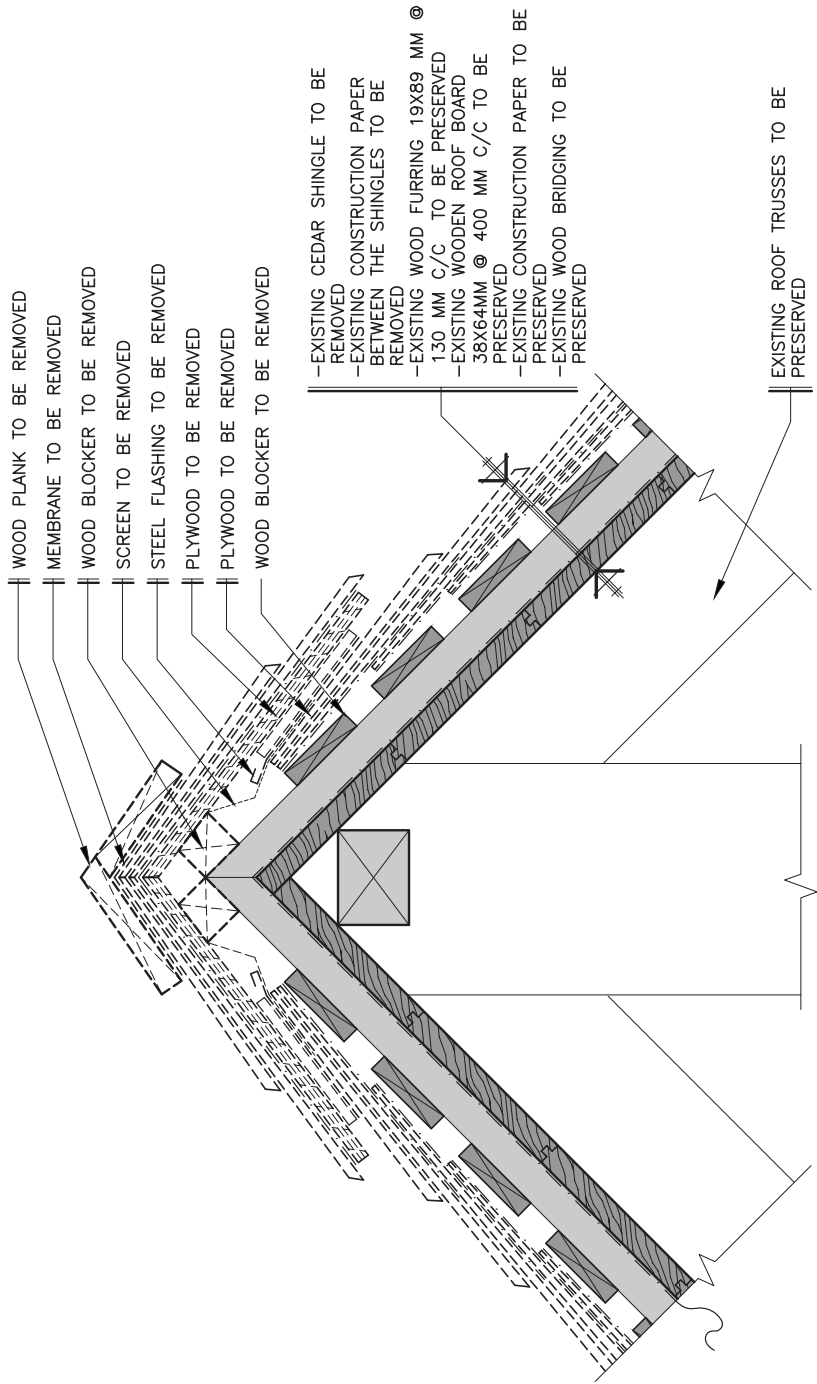 WOOD PLANK TO BE REMOVED
MEMBRANE TO BE REMOVED
WOOD BLOCKER TO BE REMOVED
SCREEN TO BE REMOVED
STEEL FLASHING TO BE REMOVED
PLYWOOD TO BE REMOVED
PLYWOOD TO BE REMOVED
WOOD BLOCKER TO BE REMOVED
-EXISTING CEDAR SHINGLE TO BE
REMOVED
-EXISTING CONSTRUCTION PAPER
BETWEEN THE SHINGLES TO BE
REMOVED
-EXISTING WOOD FURRING 19X89 MM @
130 MM C/C TO BE PRESERVED
-EXISTING WOODEN ROOF BOARD
38X64MM @ 400 MM C/C TO BE
PRESERVED
-EXISTING CONSTRUCTION PAPER TO BE
PRESERVED
-EXISTING WOOD BRIDGING TO BE
PRESERVED
EXISTING ROOF TRUSSES TO BE
PRESERVED